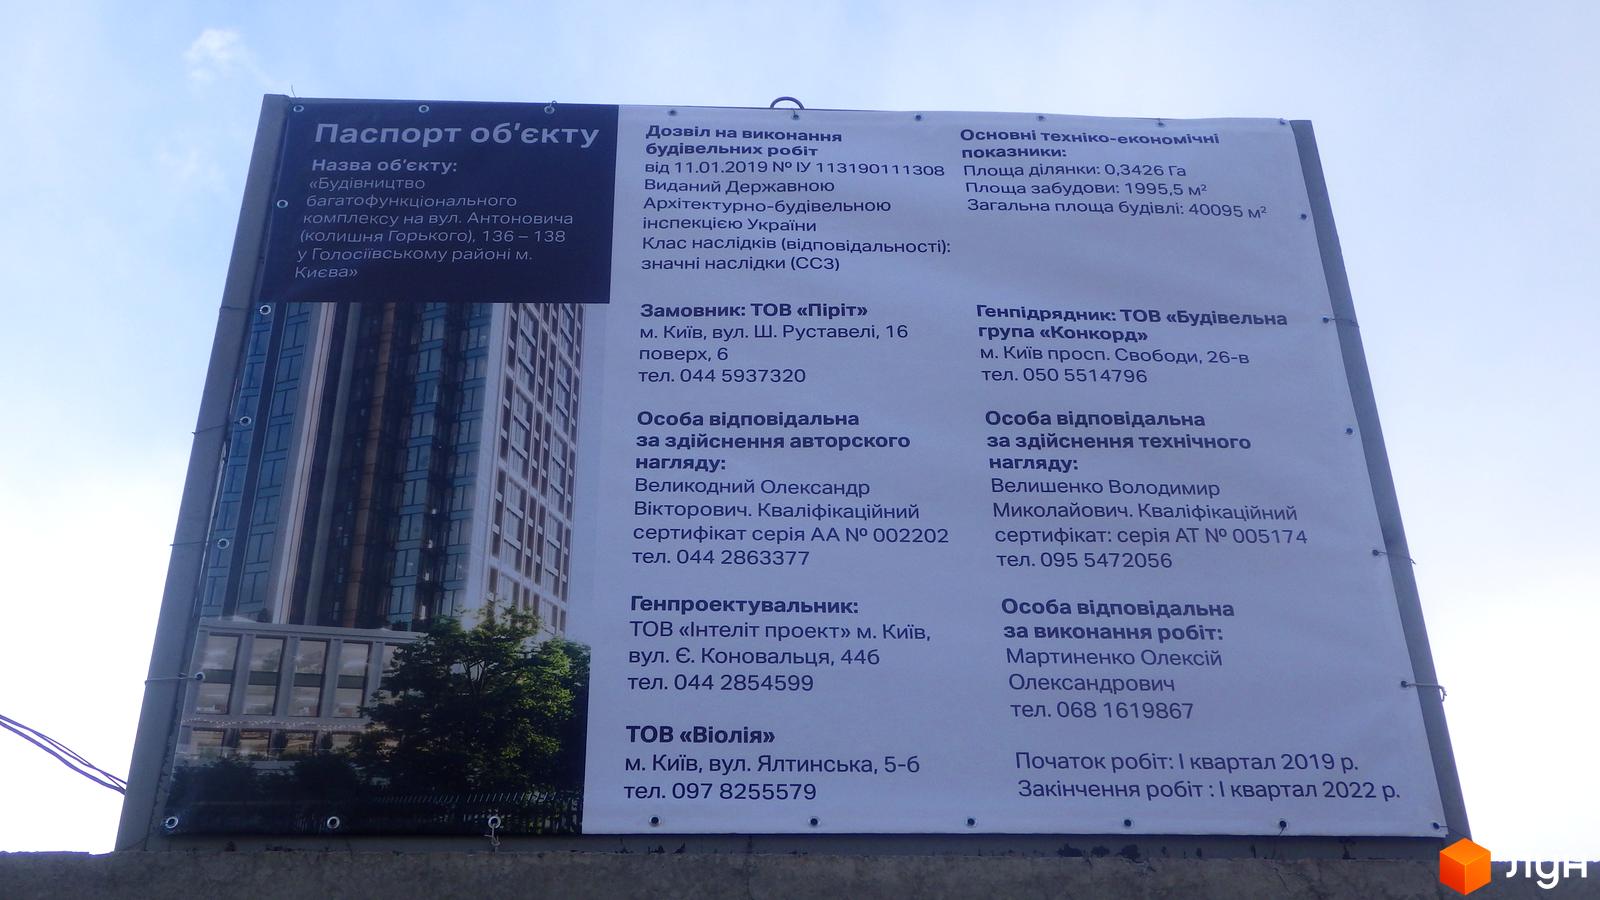 Паспорт об’єкту
Назва об’єкту:
«Будівництво
багатофункціонального
комплексу на вул. Антоновича
(колишня Горького), 136 – 138
у Голосіївському районі м.
Києва»
Дозвіл на виконання
будівельних робіт
від 11.01.2019 № ІУ 113190111308
Виданий Державною
Архітектурно-будівельною
інспекцією України
Клас наслідків (відповідальності):
значні наслідки (СС3)
Основні техніко-економічні
показники:
Площа ділянки: 0,3426 Га
Площа забудови: 1995,5 м²
Загальна площа будівлі: 40095 м²
Замовник: ТОВ «Піріт»
м. Київ, вул. Ш. Руставелі, 16
поверх, 6
тел. 044 5937320
Генпідрядник: ТОВ «Будівельна
група «Конкорд»
м. Київ просп. Свободи, 26-в
тел. 050 5514796
Особа відповідальна
за здійснення авторского
нагляду:
Великодний Олександр
Вікторович. Кваліфікаційний
сертифікат серія АА № 002202
тел. 044 2863377
Особа відповідальна
за здійснення технічного
нагляду:
Велишенко Володимир
Миколайович. Кваліфікаційний
сертифікат: серія АТ № 005174
тел. 095 5472056
Генпроектувальник:
ТОВ «Інтеліт проект» м. Київ,
вул. Є. Коновальця, 44б
тел. 044 2854599
Особа відповідальна
за виконання робіт:
Мартиненко Олексій
Олександрович
тел. 068 1619867
ТОВ «Віолія»
м. Київ, вул. Ялтинська, 5-б
тел. 097 8255579
Початок робіт: І квартал 2019 р.
Закінчення робіт : І квартал 2022 р.
лун